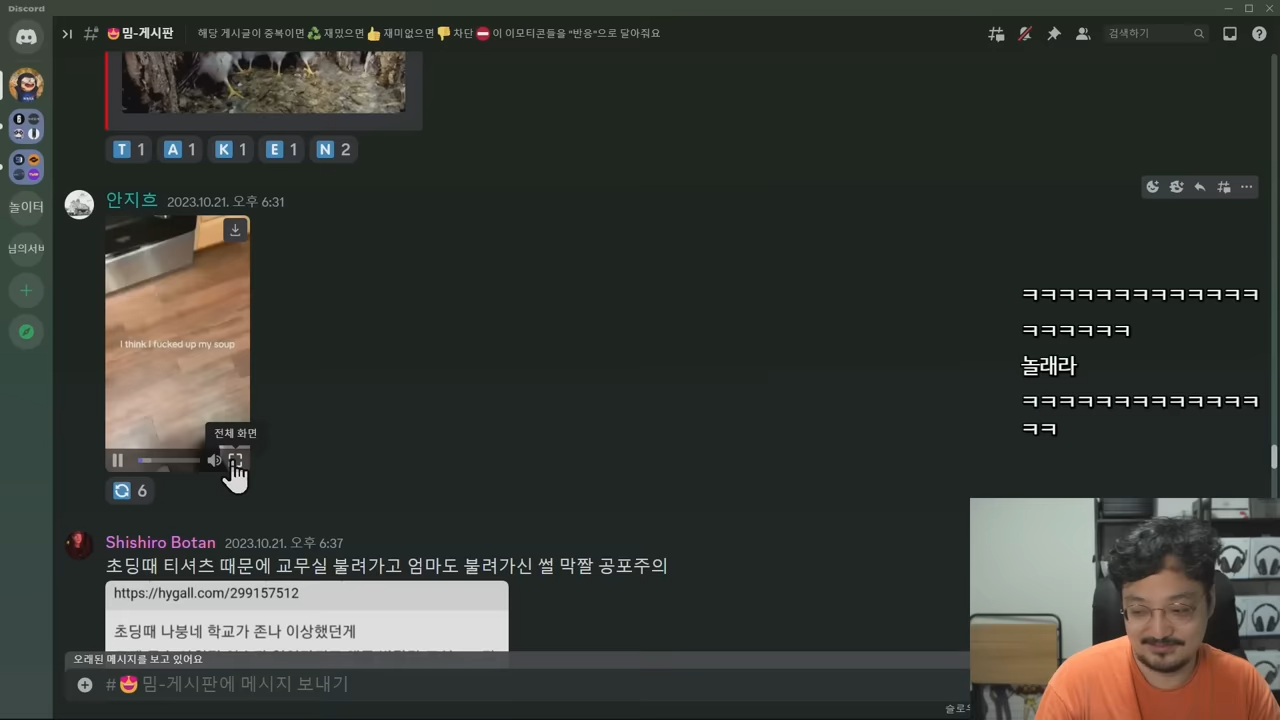 Discord
밈-게시판
해당 게시글이 중복이면 ♻️ 재밌으면 👍 재미없으면 👎 차단 ⛔ 이 이모티콘들을 "반응"으로 달아줘요
검색하기
T 1 A 1 K 1 E 1 N 2
놀이터
님의서버
안지흐 2023.10.21. 오후 6:31
I think I fucked up my soup
전체 화면
6
ㅋㅋㅋㅋㅋㅋㅋㅋㅋㅋㅋㅋㅋ
ㅋㅋㅋㅋㅋㅋ
놀래라
ㅋㅋㅋㅋㅋㅋㅋㅋㅋㅋㅋㅋㅋ
ㅋㅋ
Shishiro Botan 2023.10.21. 오후 6:37
초딩때 티셔츠 때문에 교무실 불려가고 엄마도 불려가신 썰 막짤 공포주의
https://hygall.com/299157512
초딩때 나붕네 학교가 존나 이상했던게
오래된 메시지를 보고 있어요
#😍밈-게시판에 메시지 보내기